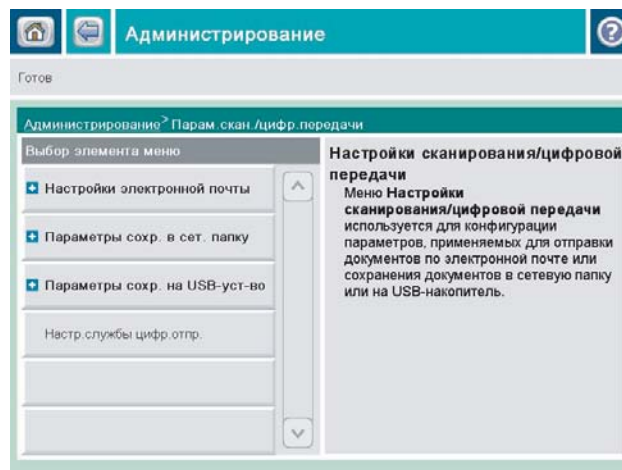 Администрирование
Готов
Администрирование>Парам.скан./цифр.передачи
Выбор элемента меню
Настройки электронной почты
Параметры сохр. в сет. папку
Параметры сохр. на USB-уст-во
Настр.службы цифр.отпр.
Настройки сканирования/цифровой
передачи
Меню Настройки
сканирования/цифровой передачи
используется для конфигурации
параметров, применяемых для отправки
документов по электронной почте или
сохранения документов в сетевую папку
или на USB-накопитель.